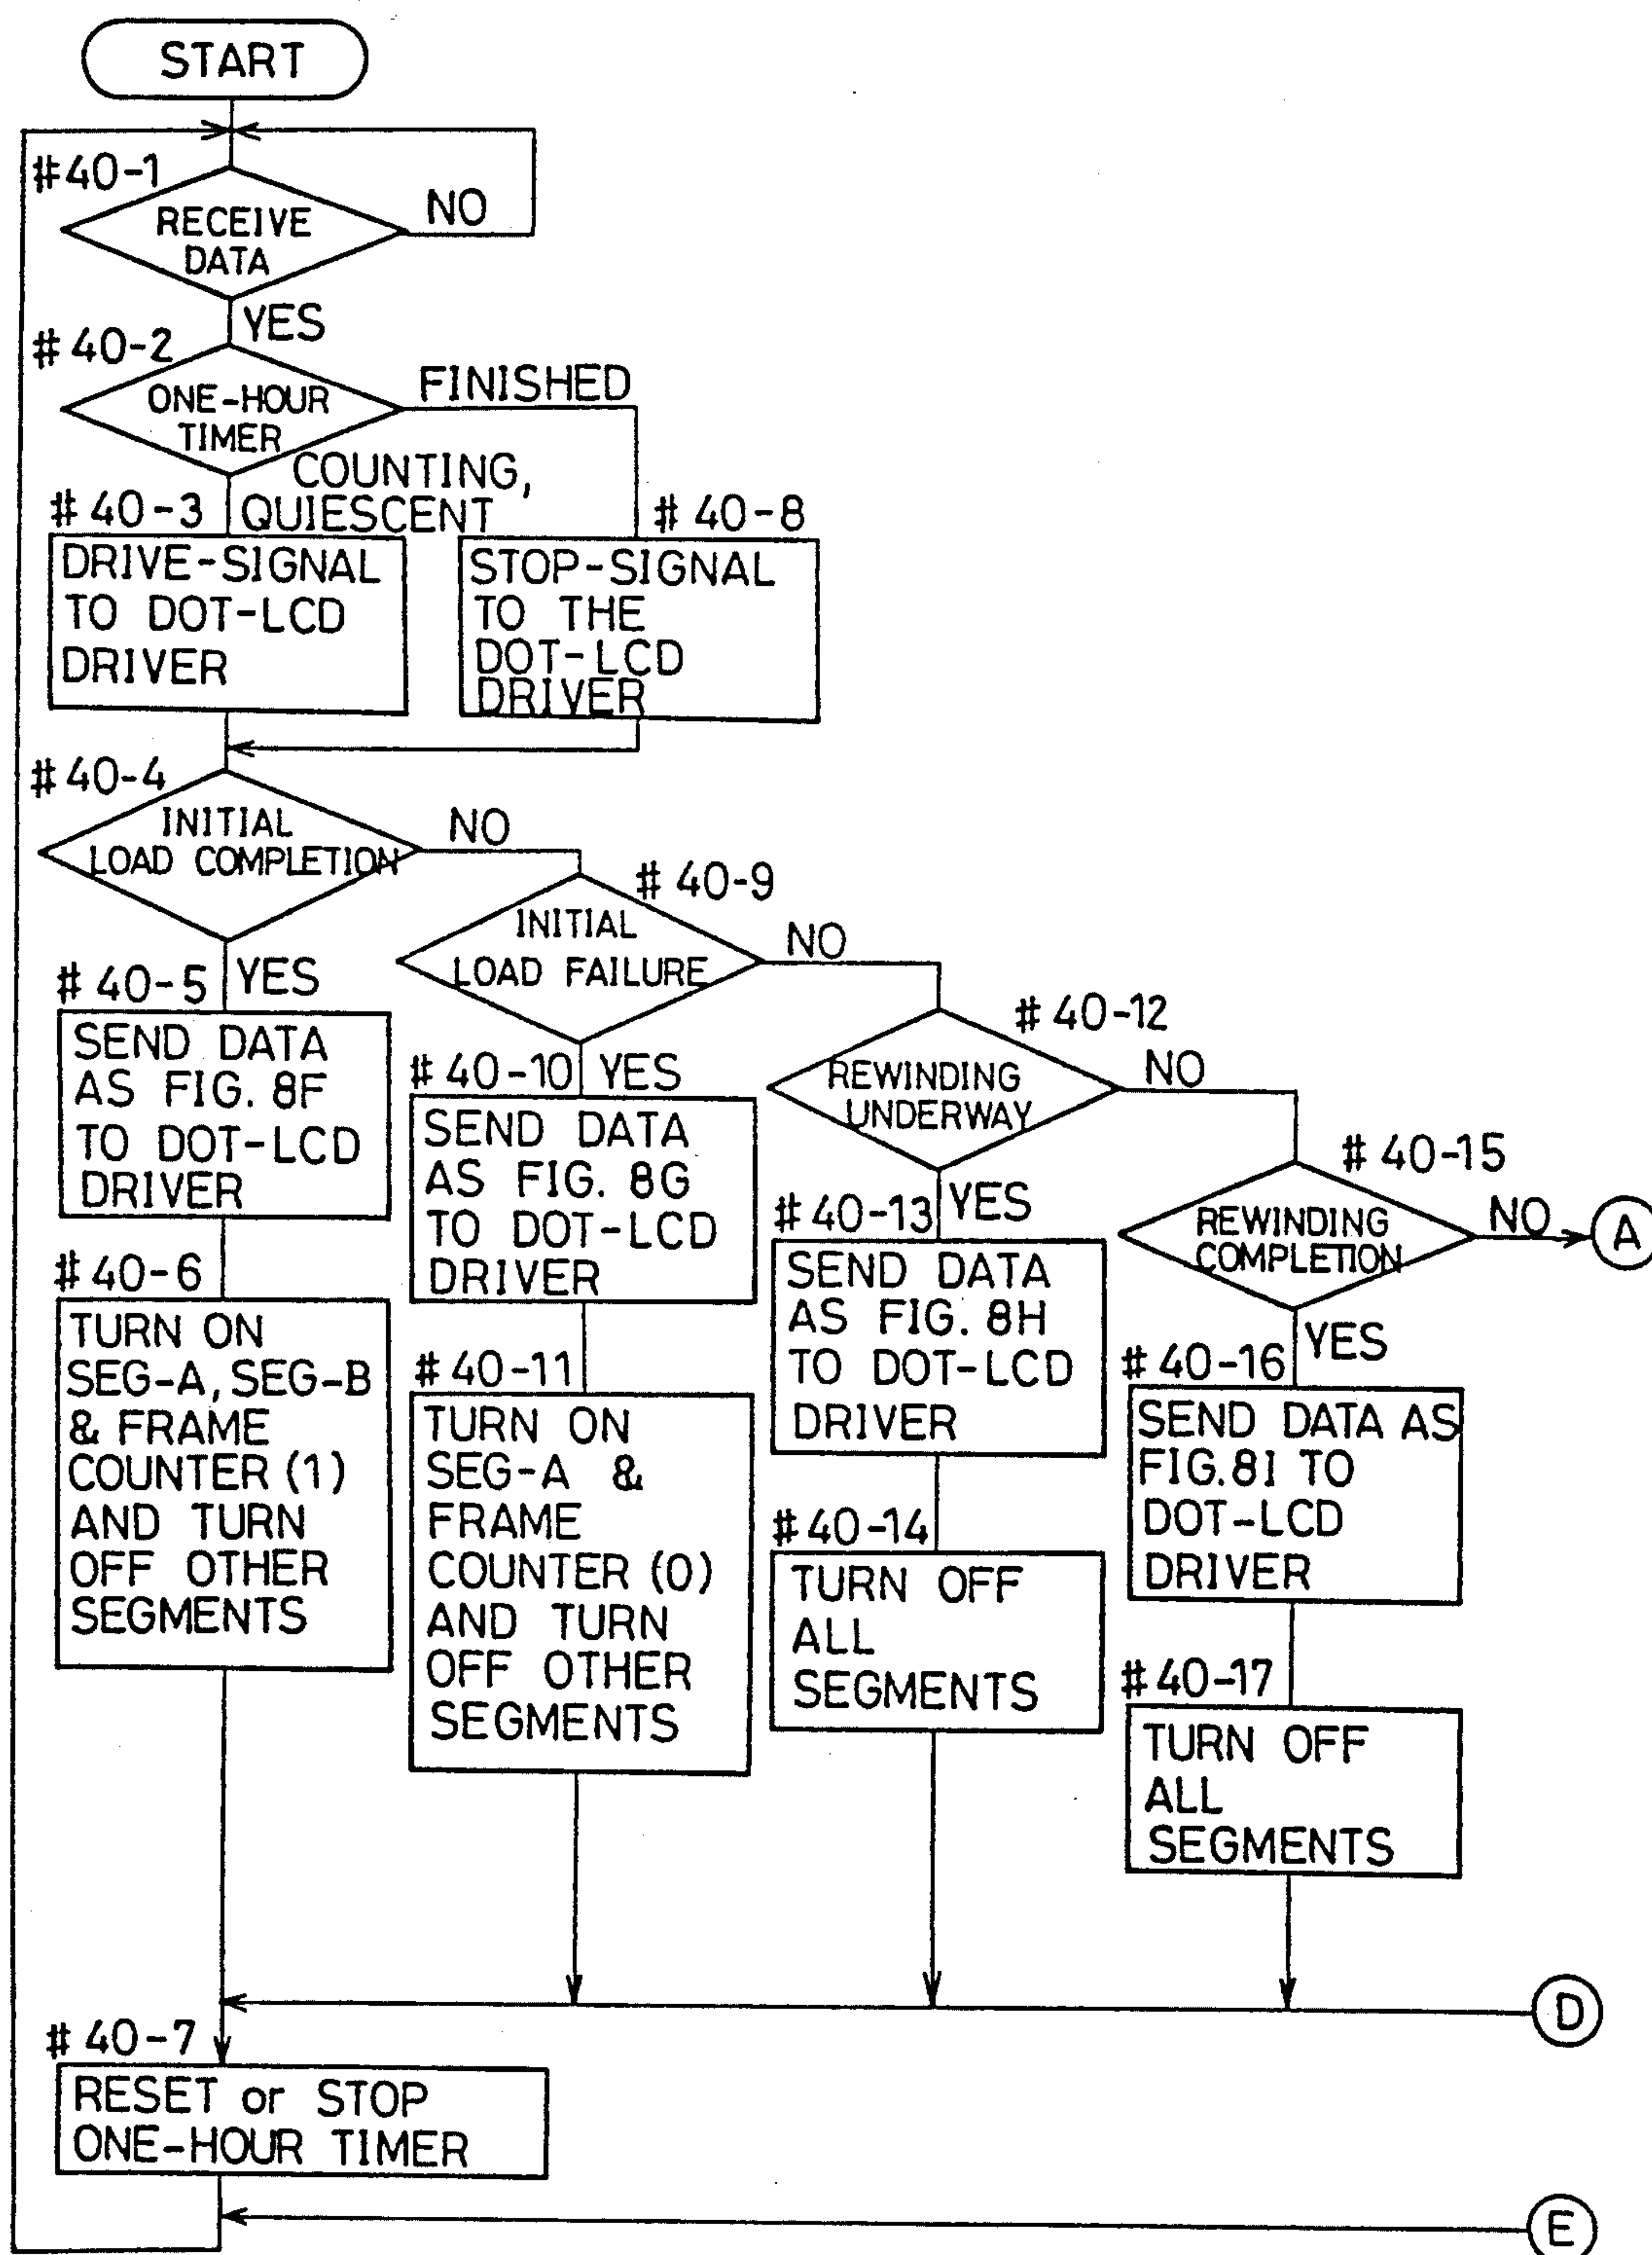 START
#40-1
RECEIVE
DATA
NO
YES
#40-2
ONE-HOUR
TIMER
FINISHED
COUNTING,
QUIESCENT
#40-3
DRIVE-SIGNAL
TO DOT-LCD
DRIVER
#40-8
STOP-SIGNAL
TO THE
DOT-LCD
DRIVER
#40-4
INITIAL
LOAD COMPLETION
NO
#40-9
INITIAL
LOAD FAILURE
NO
#40-12
REWINDING
UNDERWAY
NO
#40-15
REWINDING
COMPLETION
NO
A
#40-5
YES
SEND DATA
AS FIG. 8F
TO DOT-LCD
DRIVER
#40-6
TURN ON
SEG-A, SEG-B
& FRAME
COUNTER (1)
AND TURN
OFF OTHER
SEGMENTS
#40-10
YES
SEND DATA
AS FIG. 8G
TO DOT-LCD
DRIVER
#40-11
TURN ON
SEG-A &
FRAME
COUNTER (0)
AND TURN
OFF OTHER
SEGMENTS
#40-13
YES
SEND DATA
AS FIG. 8H
TO DOT-LCD
DRIVER
#40-14
TURN OFF
ALL
SEGMENTS
#40-16
YES
SEND DATA AS
FIG.8I TO
DOT-LCD
DRIVER
#40-17
TURN OFF
ALL
SEGMENTS
D
#40-7
RESET or STOP
ONE-HOUR TIMER
E